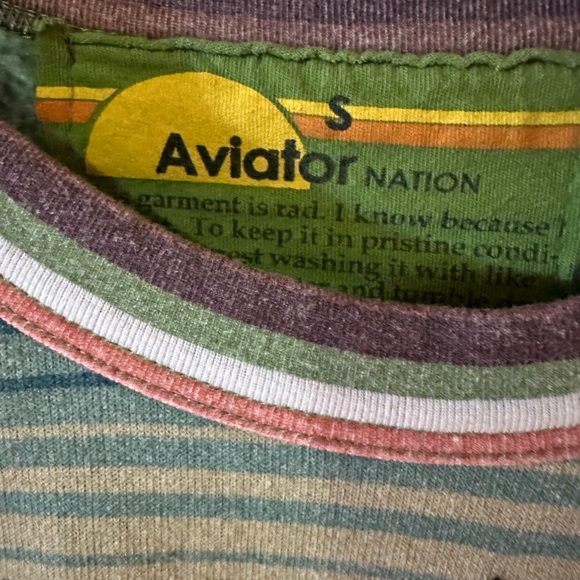 S
Aviator NATION
garment is rad. I know because I
. To keep it in pristine condi-
rest washing it with like
and tumble